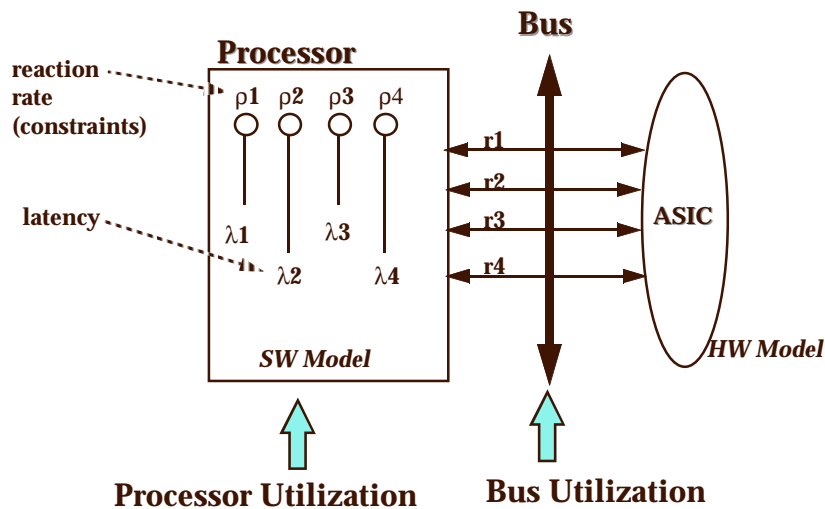 Bus
Processor
reaction
rate
(constraints)
ρ1 ρ2 ρ3 ρ4
r1
r2
r3
r4
ASIC
latency
λ1
λ2
λ3
λ4
SW Model
HW Model
Processor Utilization
Bus Utilization